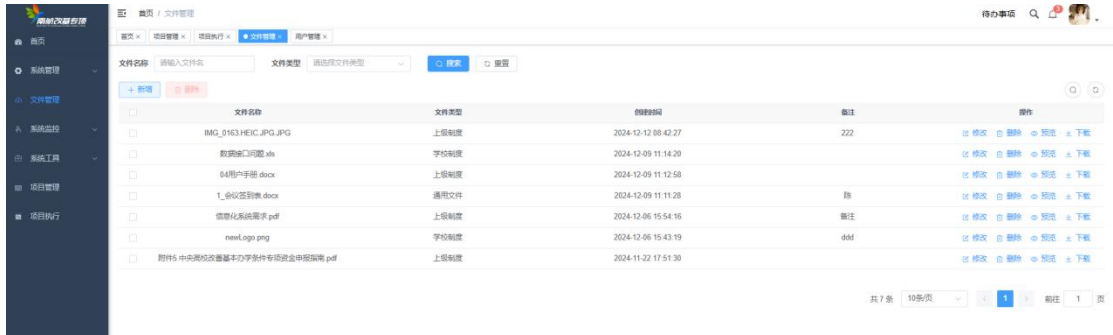 南航改基专项
首页 / 文件管理
待办事项
3
首页 ×
项目管理 ×
项目执行 ×
文件管理 ×
用户管理 ×
首页
系统管理
文件管理
系统监控
系统工具
项目管理
项目执行
文件名称 请输入文件名 文件类型 请选择文件类型 搜索 重置
+ 新增 删除
文件名称 文件类型 创建时间 备注 操作
IMG_0163.HEIC.JPG.JPG 上级制度 2024-12-12 08:42:27 222 修改 删除 预览 下载
数据接口问题.xls 学校制度 2024-12-09 11:14:20 修改 删除 预览 下载
04用户手册.docx 上级制度 2024-12-09 11:12:58 修改 删除 预览 下载
1_会议签到表.docx 通用文件 2024-12-09 11:11:28 陈 修改 删除 预览 下载
信息化系统需求.pdf 上级制度 2024-12-06 15:54:16 备注 修改 删除 预览 下载
newLogo.png 学校制度 2024-12-06 15:43:19 ddd 修改 删除 预览 下载
附件5.中央高校改善基本办学条件专项资金申报指南.pdf 上级制度 2024-11-22 17:51:30 修改 删除 预览 下载
共 7 条 10条/页 1 前往 1 页